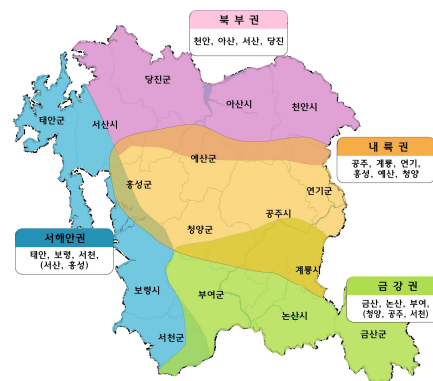 북 부 권
천안, 아산, 서산, 당진
당진군
아산시
천안시
태안군
서산시
예산군
내 륙 권
공주, 계룡, 연기,
홍성, 예산, 청양
홍성군
연기군
공주시
청양군
서해안권
태안, 보령, 서천,
(서산, 홍성)
계룡시
보령시
부여군
금 강 권
금산, 논산, 부여,
(청양, 공주, 서천)
논산시
서천군
금산군